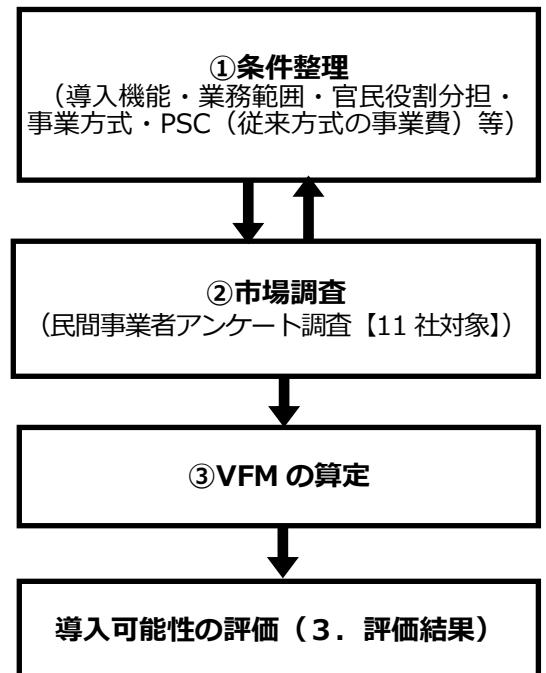 ①条件整理
（導入機能・業務範囲・官民役割分担・
事業方式・PSC（従来方式の事業費）等）
②市場調査
（民間事業者アンケート調査【11 社対象】）
③VFM の算定
導入可能性の評価（３．評価結果）